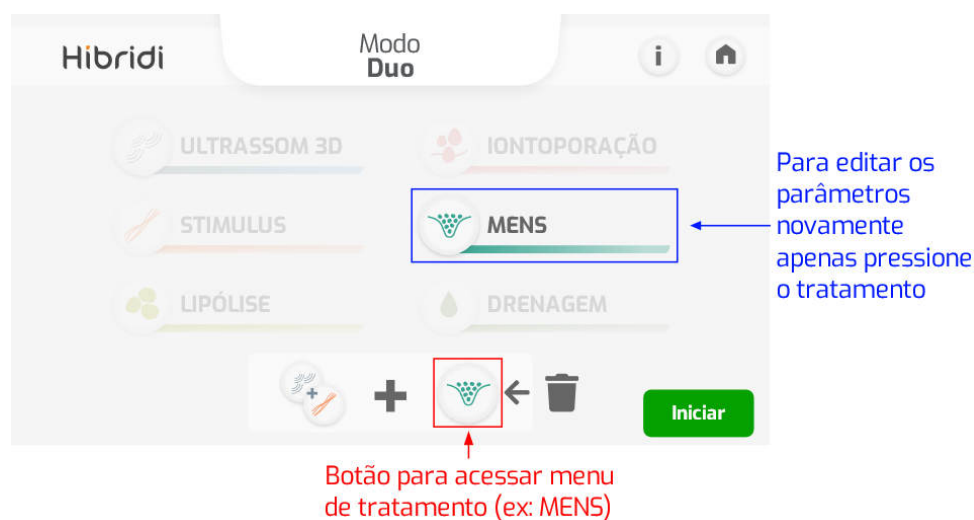 Hibridi
Modo
Duo
i
ULTRASSOM 3D
IONTOPORAÇÃO
STIMULUS
MENS
LIPÓLISE
DRENAGEM
Iniciar
Para editar os
parâmetros
novamente
apenas pressione
o tratamento
Botão para acessar menu
de tratamento (ex: MENS)